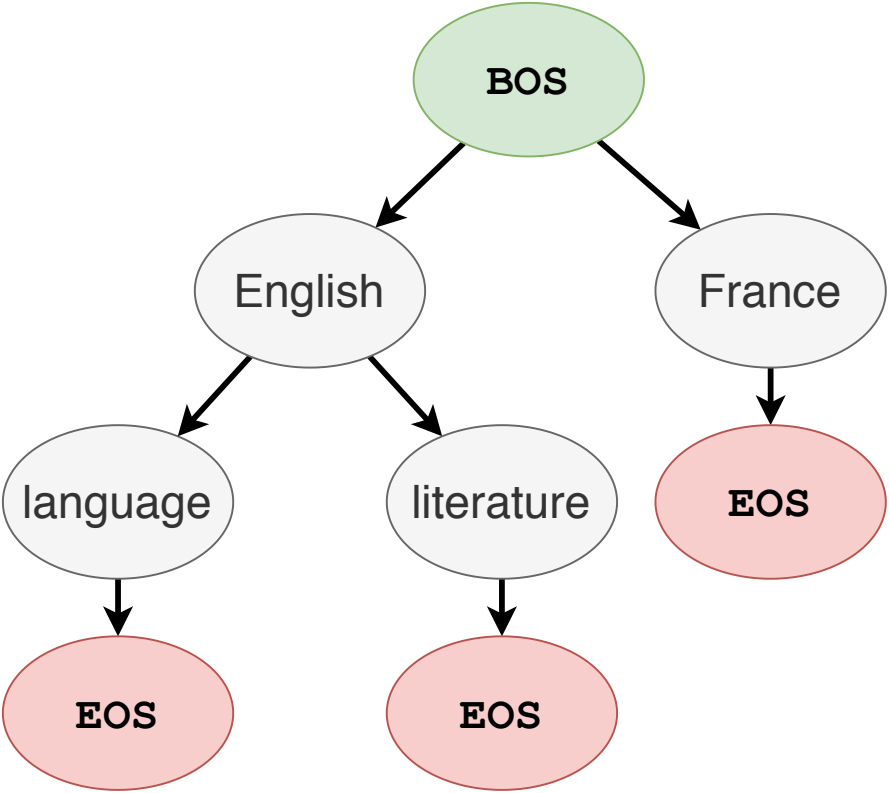 BOS
English
France
language
literature
EOS
EOS
EOS